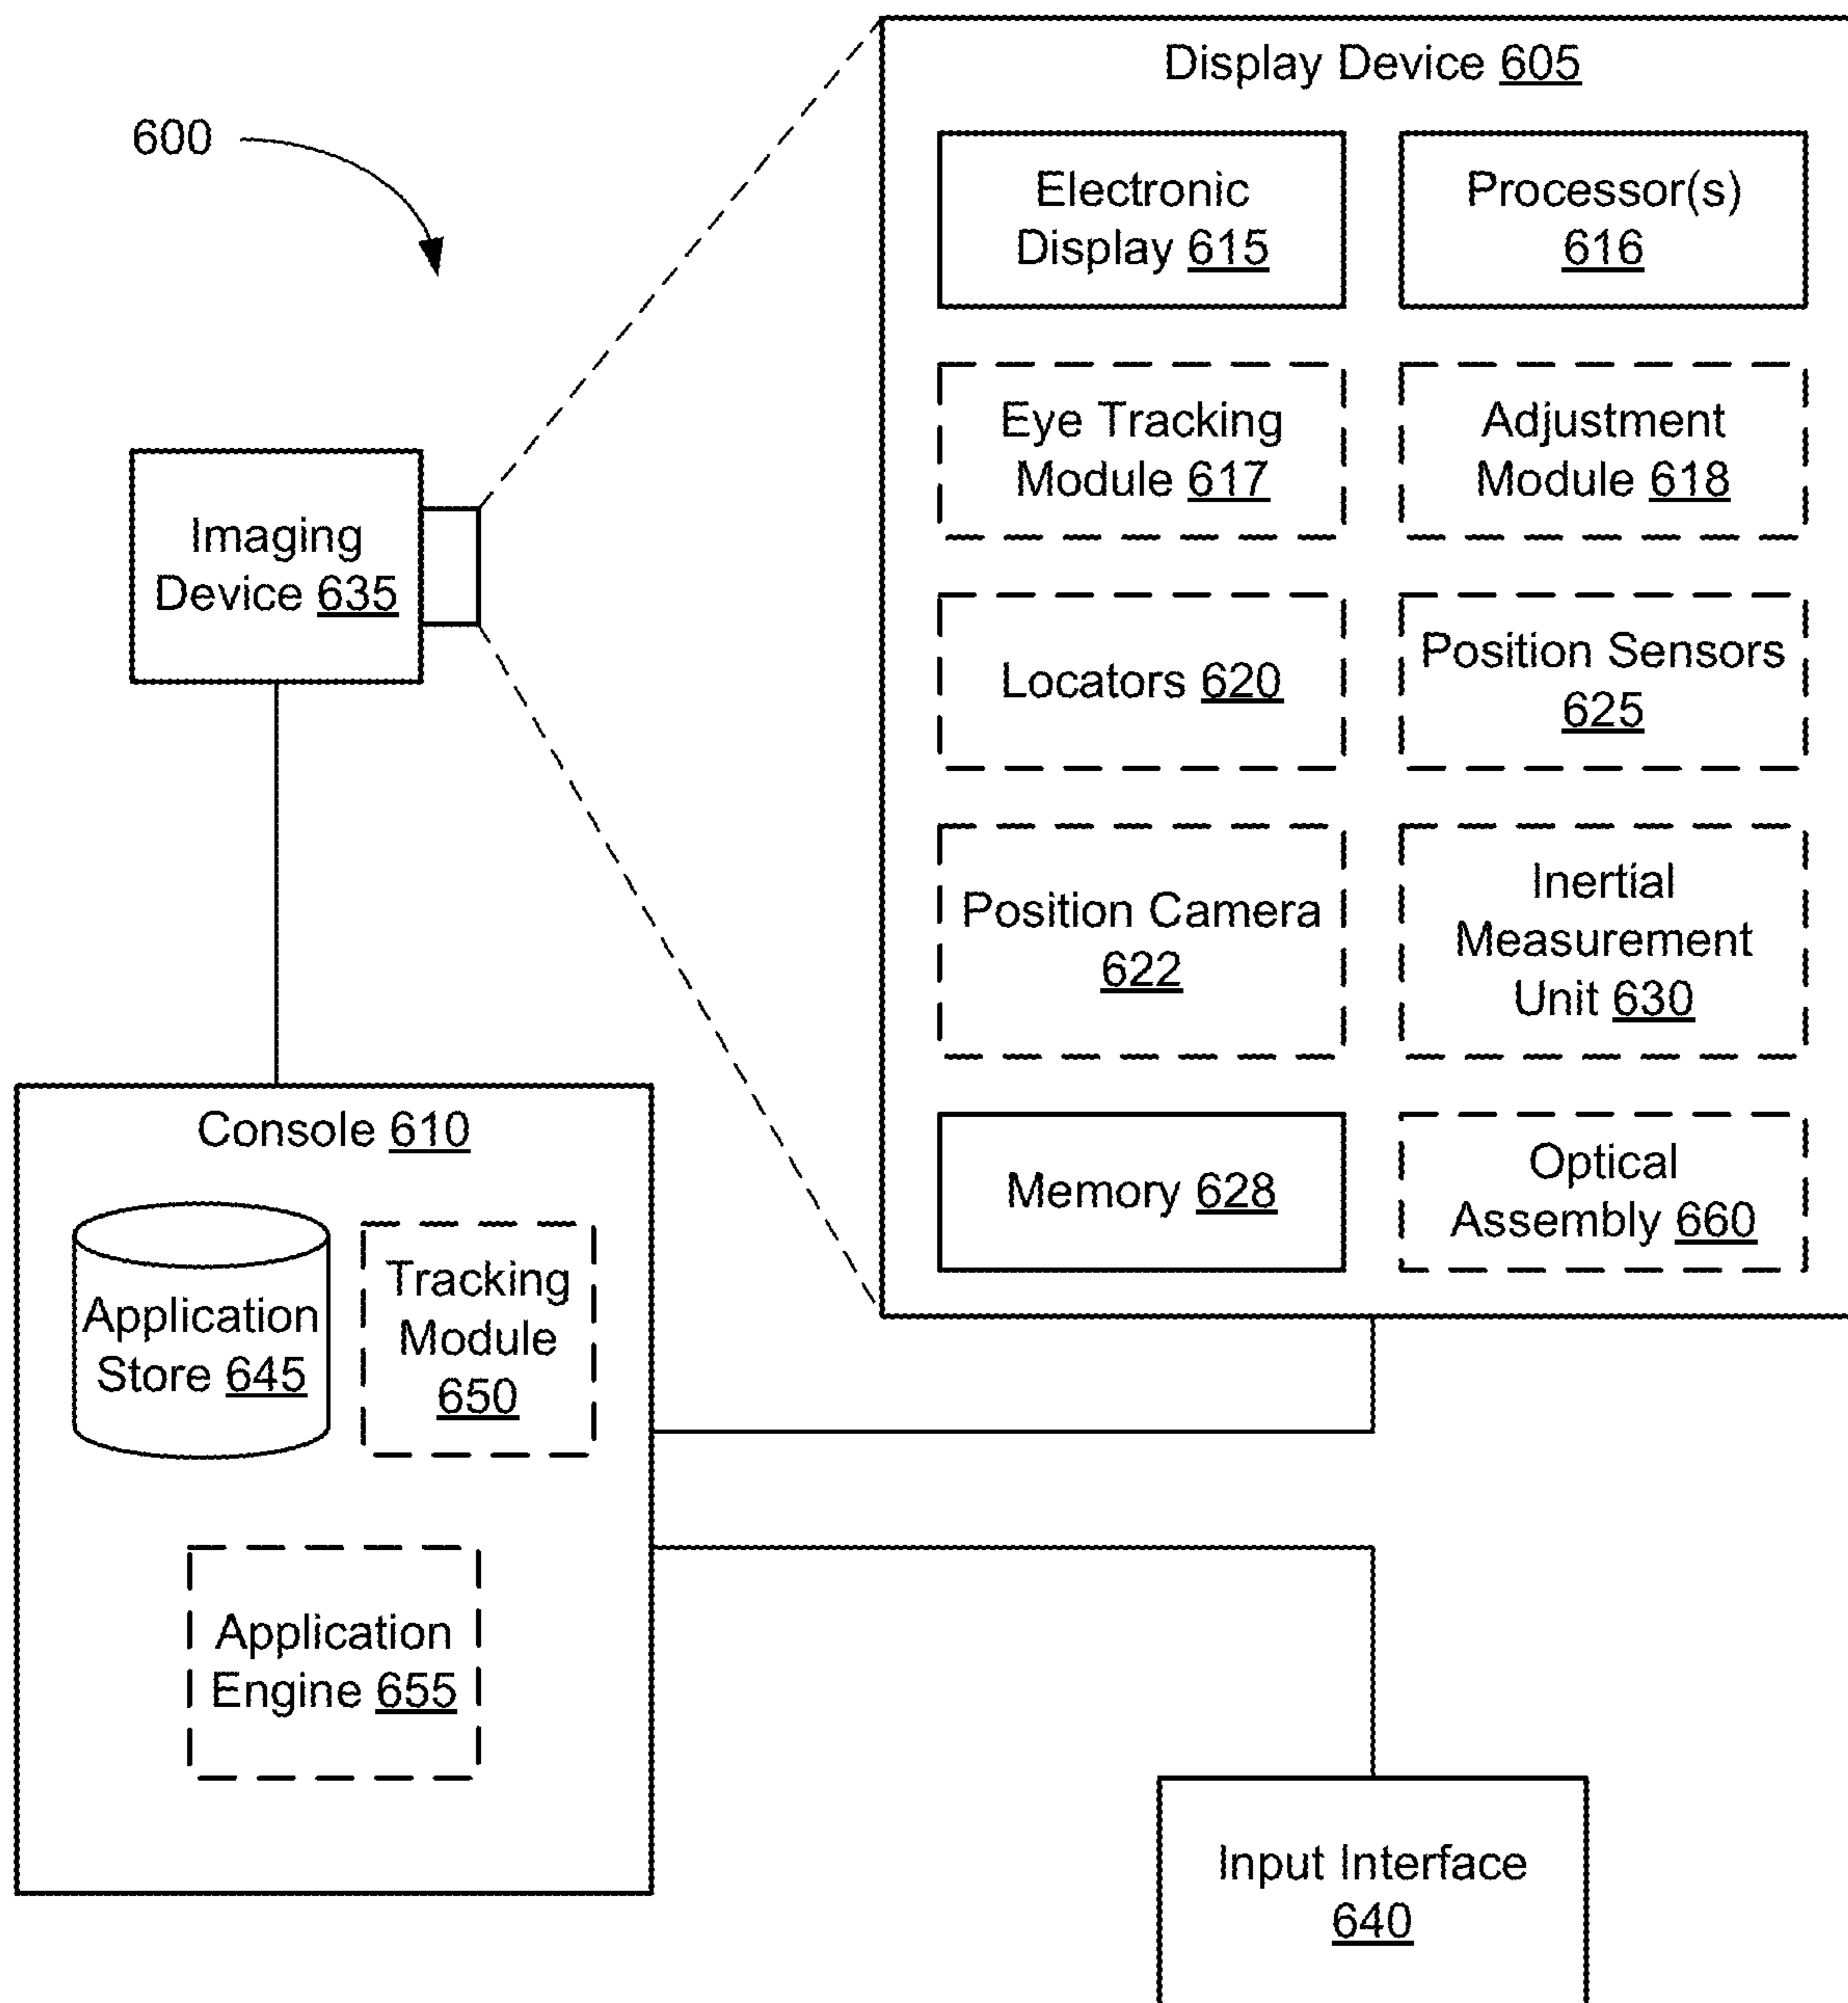 600
Display Device 605
Electronic
Display 615
Processor(s)
616
Eye Tracking
Module 617
Adjustment
Module 618
Imaging
Device 635
Locators 620
Position Sensors
625
Position Camera
622
Inertial
Measurement
Unit 630
Memory 628
Optical
Assembly 660
Console 610
Application
Store 645
Tracking
Module
650
Application
Engine 655
Input Interface
640